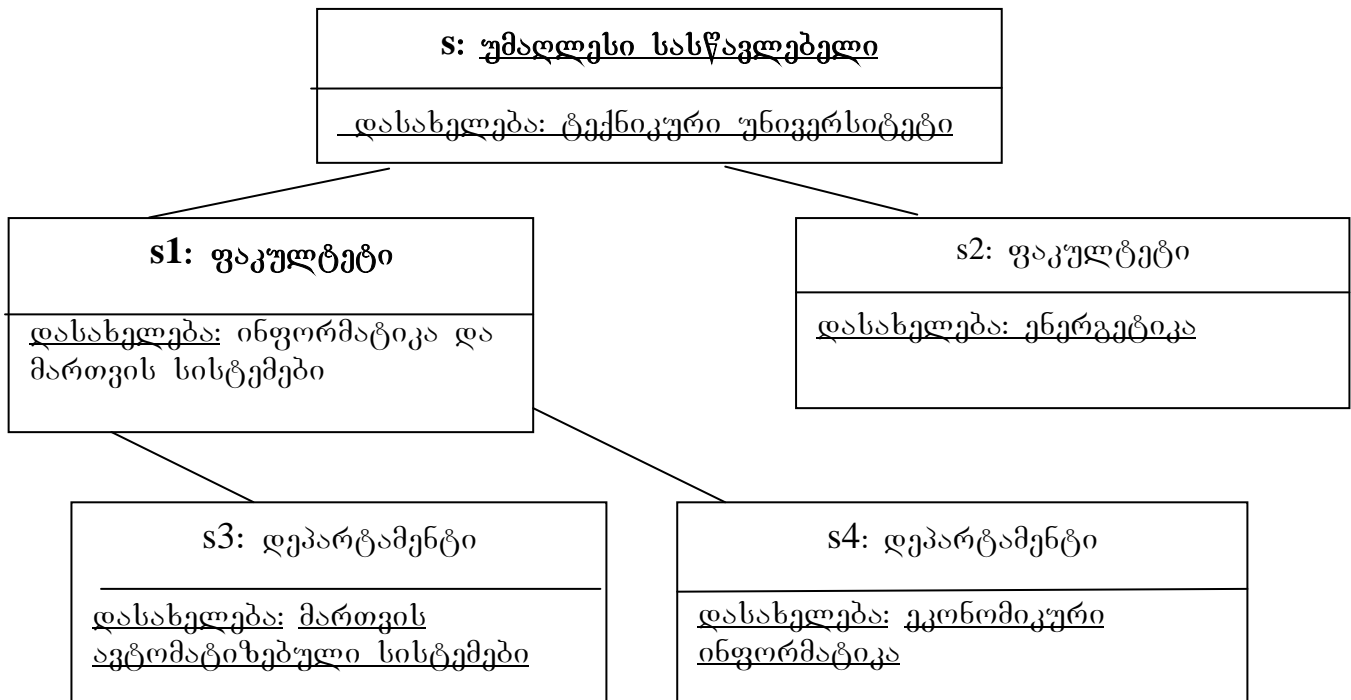 s: უმაღლესი სასწავლებელი
დასახელება: ტექნიკური უნივერსიტეტი
s1: ფაკულტეტი
დასახელება: ინფორმატიკა და
მართვის სისტემები
s2: ფაკულტეტი
დასახელება: ენერგეტიკა
s3: დეპარტამენტი
დასახელება: მართვის
ავტომატიზებული სისტემები
s4: დეპარტამენტი
დასახელება: ეკონომიკური
ინფორმატიკა